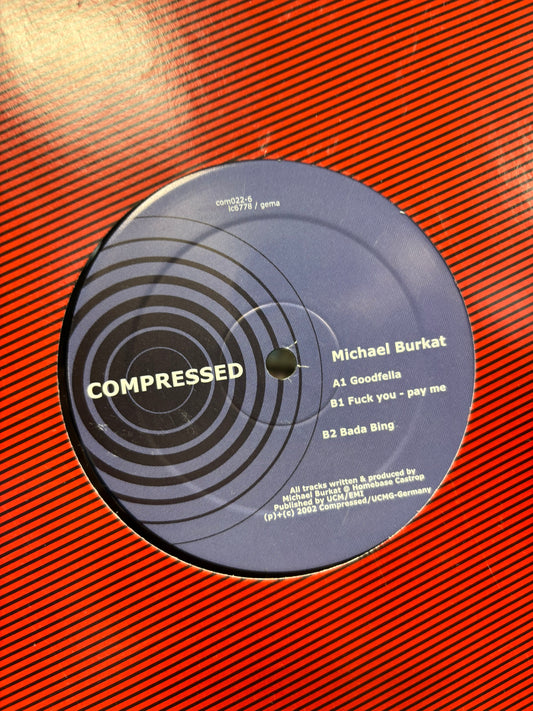 com022-6
lc6778 / gema
COMPRESSED
Michael Burkat
A1 Goodfella
B1 Fuck you - pay me
B2 Bada Bing
All tracks written & produced by
Michael Burkat @ Homebase Castrop
Published by UCM/EMI
(p)+(c) 2002 Compressed/UCMG-Germany